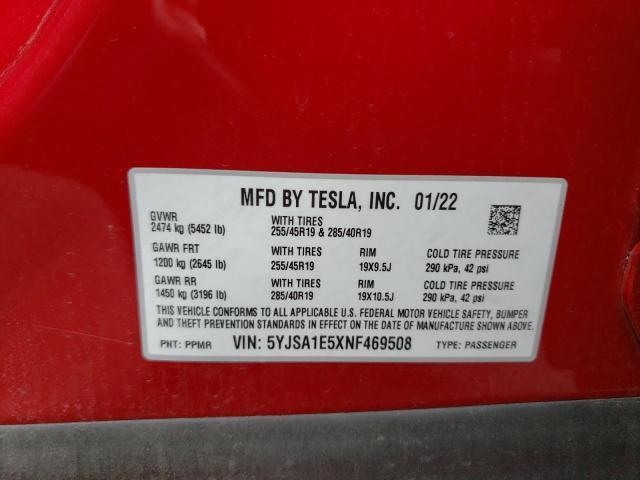 MFD BY TESLA, INC. 01/22
GVWR
2474 kg (5452 lb)
WITH TIRES
255/45R19 & 285/40R19
GAWR FRT WITH TIRES RIM COLD TIRE PRESSURE
1200 kg (2645 lb) 255/45R19 19X9.5J 290 kPa, 42 psi
GAWR RR WITH TIRES RIM COLD TIRE PRESSURE
1450 kg (3196 lb) 285/40R19 19X10.5J 290 kPa, 42 psi
THIS VEHICLE CONFORMS TO ALL APPLICABLE U.S. FEDERAL MOTOR VEHICLE SAFETY, BUMPER
AND THEFT PREVENTION STANDARDS IN EFFECT ON THE DATE OF MANUFACTURE SHOWN ABOVE.
PNT: PPMR VIN: 5YJSA1E5XNF469508 TYPE: PASSENGER